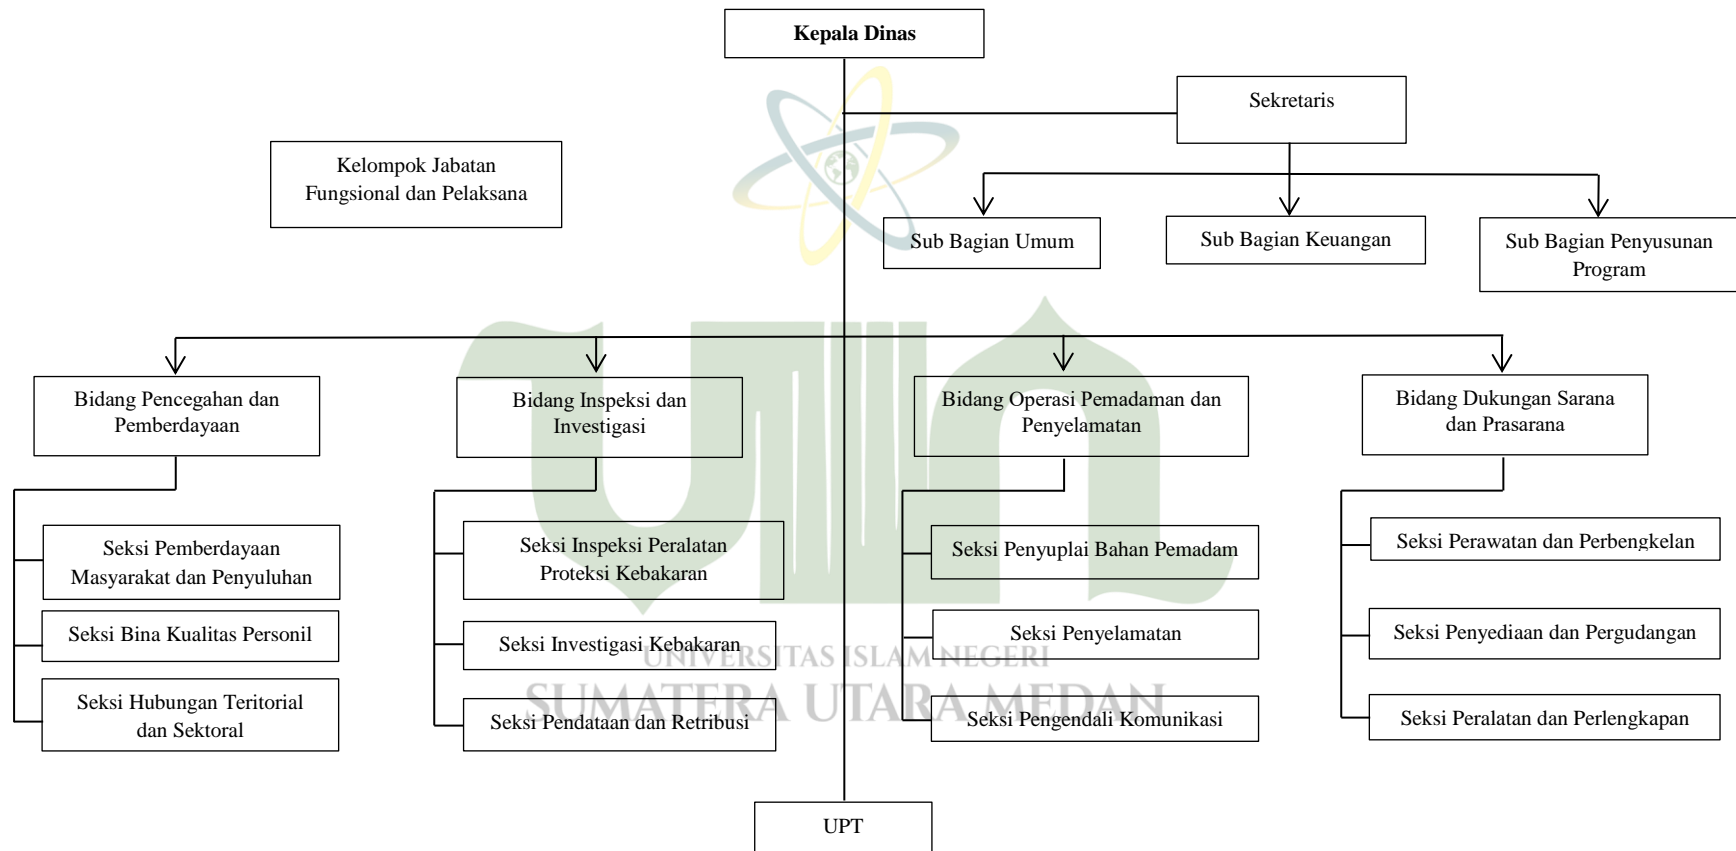 Kepala Dinas
Sekretaris
Kelompok Jabatan
Fungsional dan Pelaksana
Sub Bagian Umum
Sub Bagian Keuangan
Sub Bagian Penyusunan
Program
Bidang Pencegahan dan
Pemberdayaan
Bidang Inspeksi dan
Investigasi
Bidang Operasi Pemadaman dan
Penyelamatan
Bidang Dukungan Sarana
dan Prasarana
Seksi Pemberdayaan
Masyarakat dan Penyuluhan
Seksi Bina Kualitas Personil
Seksi Hubungan Teritorial
dan Sektoral
Seksi Inspeksi Peralatan
Proteksi Kebakaran
Seksi Investigasi Kebakaran
Seksi Pendataan dan Retribusi
Seksi Penyuplai Bahan Pemadam
Seksi Penyelamatan
Seksi Pengendali Komunikasi
Seksi Perawatan dan Perbengkelan
Seksi Penyediaan dan Pergudangan
Seksi Peralatan dan Perlengkapan
UNIVERSITAS ISLAM NEGERI
SUMATERA UTARA MEDAN
UPT